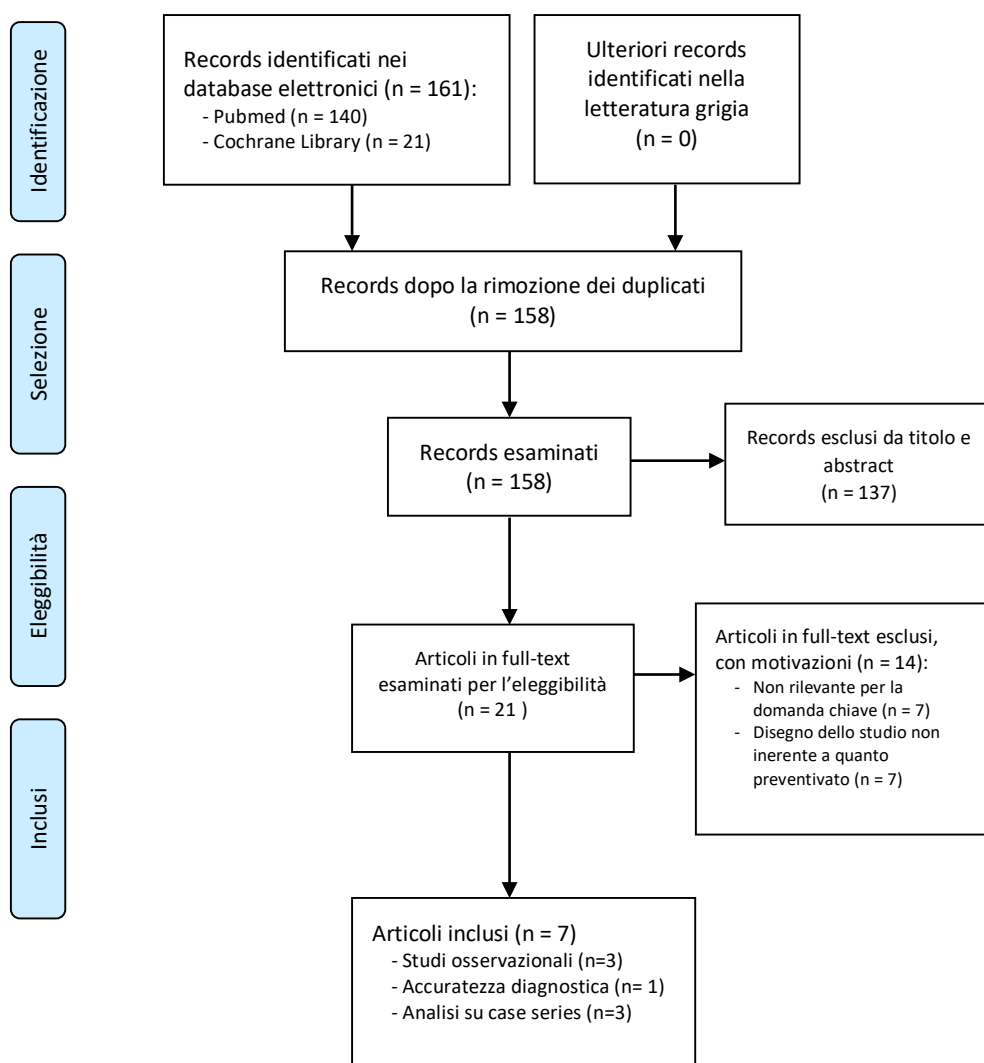 Identificazione
Records identificati nei
database elettronici (n = 161):
- Pubmed (n = 140)
- Cochrane Library (n = 21)
Ulteriori records
identificati nella
letteratura grigia
(n = 0)
Selezione
Records dopo la rimozione dei duplicati
(n = 158)
Records esaminati
(n = 158)
Records esclusi da titolo e
abstract
(n = 137)
Eleggibilità
Articoli in full-text
esaminati per l'eleggibilità
(n = 21 )
Articoli in full-text esclusi,
con motivazioni (n = 14):
- Non rilevante per la
domanda chiave (n = 7)
- Disegno dello studio non
inerente a quanto
preventivato (n = 7)
Inclusi
Articoli inclusi (n = 7)
- Studi osservazionali (n=3)
- Accuratezza diagnostica (n= 1)
- Analisi su case series (n=3)